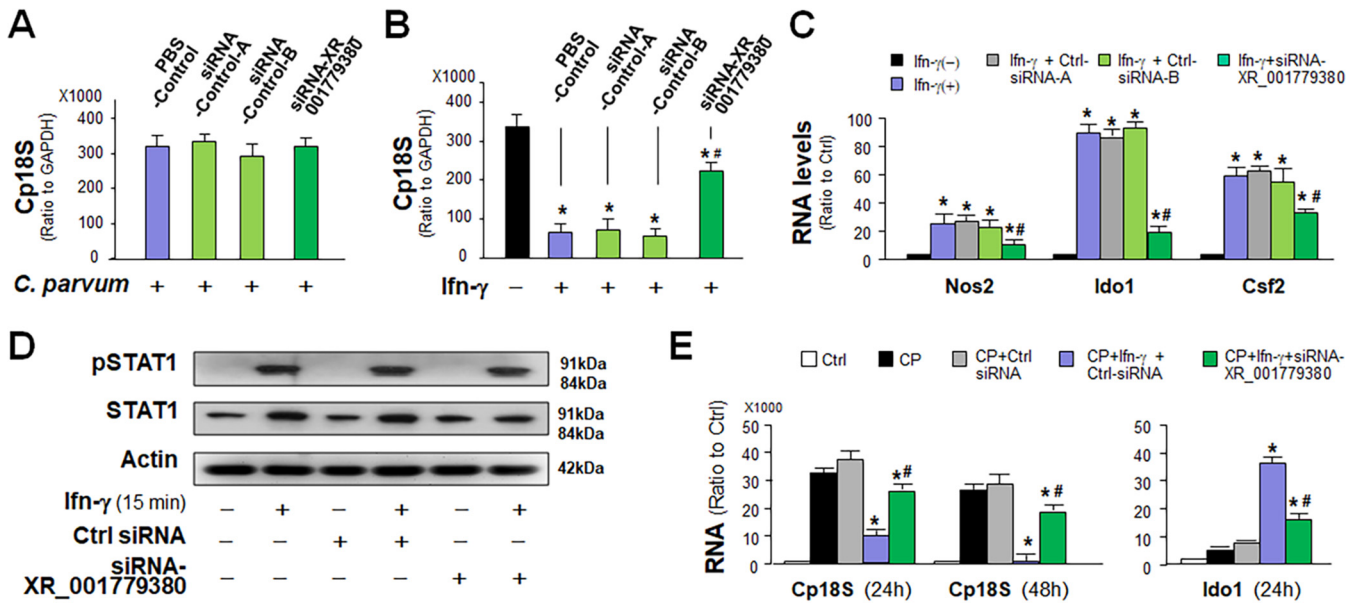 A
PBS
-Control
siRNA
Control-A
siRNA
Control-B
siRNA-XR
001779380
X1000
400
300
200
100
0
Cp18S
(Ratio to GAPDH)
C. parvum + + + +
B
PBS
-Control
siRNA
-Control-A
siRNA
-Control-B
siRNA-XR
001779380
X1000
400
300
200
100
0
Cp18S
(Ratio to GAPDH)
* * * *#
Ifn-γ – + + + +
C
Ifn-γ(–)
Ifn-γ(+)
Ifn-γ + Ctrl-
siRNA-A
Ifn-γ + Ctrl-
siRNA-B
Ifn-γ+siRNA-
XR_001779380
RNA levels
(Ratio to Ctrl)
100
80
60
40
20
0
* * * *#
* * * *#
* * * *#
Nos2 Ido1 Csf2
D
pSTAT1
91kDa
84kDa
STAT1
91kDa
84kDa
Actin
42kDa
Ifn-γ (15 min) – + – + – +
Ctrl siRNA – – + + – –
siRNA-
XR_001779380 – – – – + +
E
Ctrl
CP
CP+Ctrl
siRNA
CP+Ifn-γ +
Ctrl-siRNA
CP+Ifn-γ+siRNA-
XR_001779380
X1000
RNA (Ratio to Ctrl)
50
40
30
20
10
0
* *#
* *#
Cp18S (24h) Cp18S (48h)
50
40
30
20
10
0
* *#
Ido1 (24h)